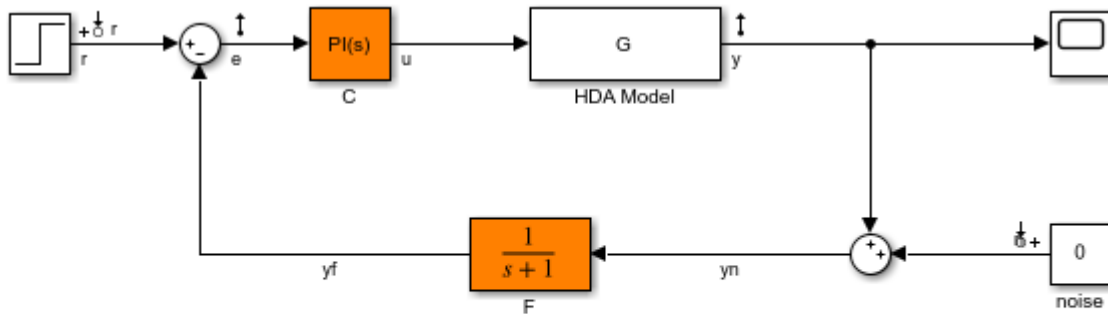 + r
r
+
−
e
PI(s)
C
u
G
HDA Model
y
yf
1
s + 1
F
yn
+
+
+
0
noise